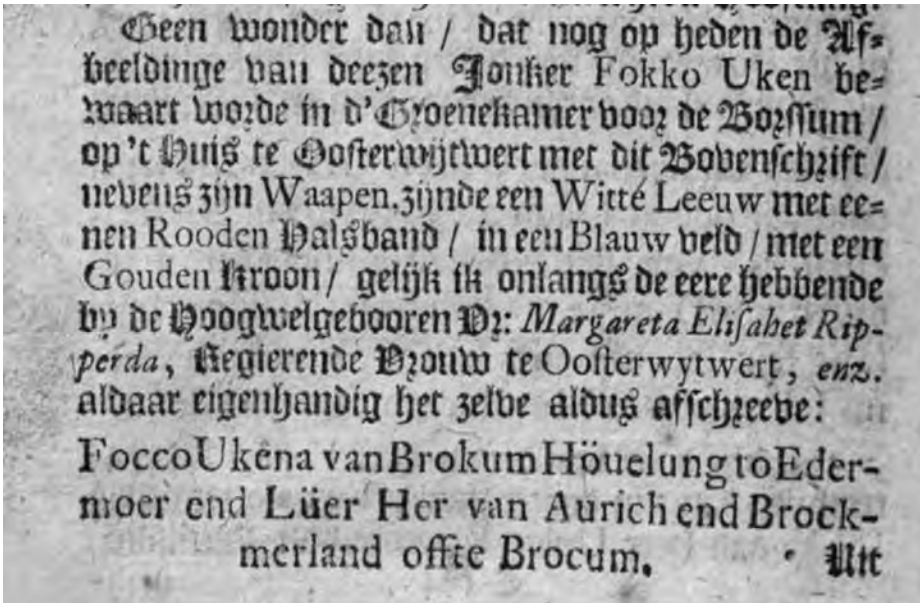 Geen wonder dan / dat nog op heden de Af-
beeldinge van deezen Jonker Fokko Uken be-
waart worde in d'Groenekamer voor de Borssum /
op 't Huis te Oosterwijtwert met dit Bovenschrift /
nevens zijn Waapen, zijnde een Witté Leeuw met ee-
nen Rooden Halsband / in een Blauw veld / met een
Gouden Kroon / gelijk ik onlangs de eere hebbende
by de Hoogwelgebooren Vr: Margareta Elisabet Rip-
perda, Regierende Vrouw te Oosterwytwert, enz.
aldaar eigenhandig het zelve aldus afschreeve:
Focco Ukena van Brokum Höuelung to Eder-
moer end Lüer Her van Aurich end Brock-
merland offte Brocum.
Uit